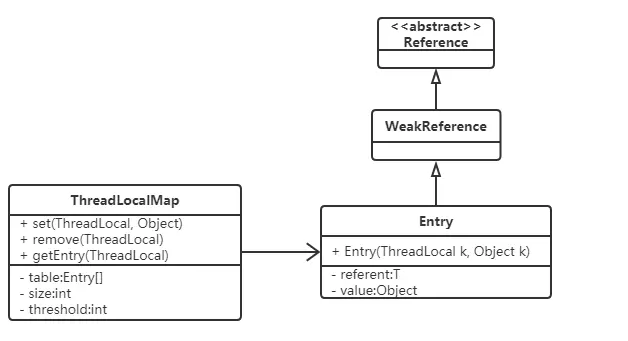 <<abstract>>
Reference
WeakReference
ThreadLocalMap
+ set(ThreadLocal, Object)
+ remove(ThreadLocal)
+ getEntry(ThreadLocal)
- table:Entry[]
- size:int
- threshold:int
Entry
+ Entry(ThreadLocal k, Object k)
- referent:T
- value:Object